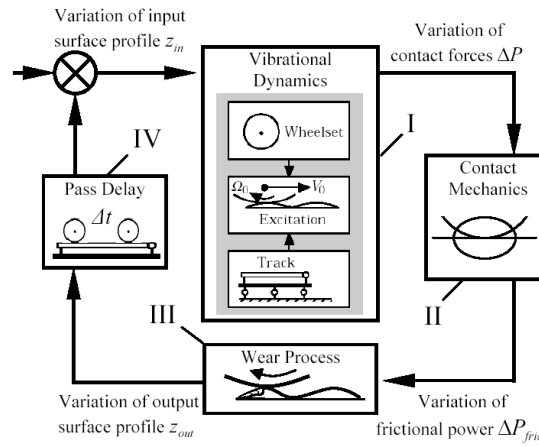 Variation of input
surface profile z_in
Vibrational
Dynamics
Variation of
contact forces ΔP
IV
I
Wheelset
Pass Delay
Δt
Ω₀
V₀
Excitation
Contact
Mechanics
Track
II
III
Wear Process
Variation of output
surface profile z_out
Variation of
frictional power ΔP_fric